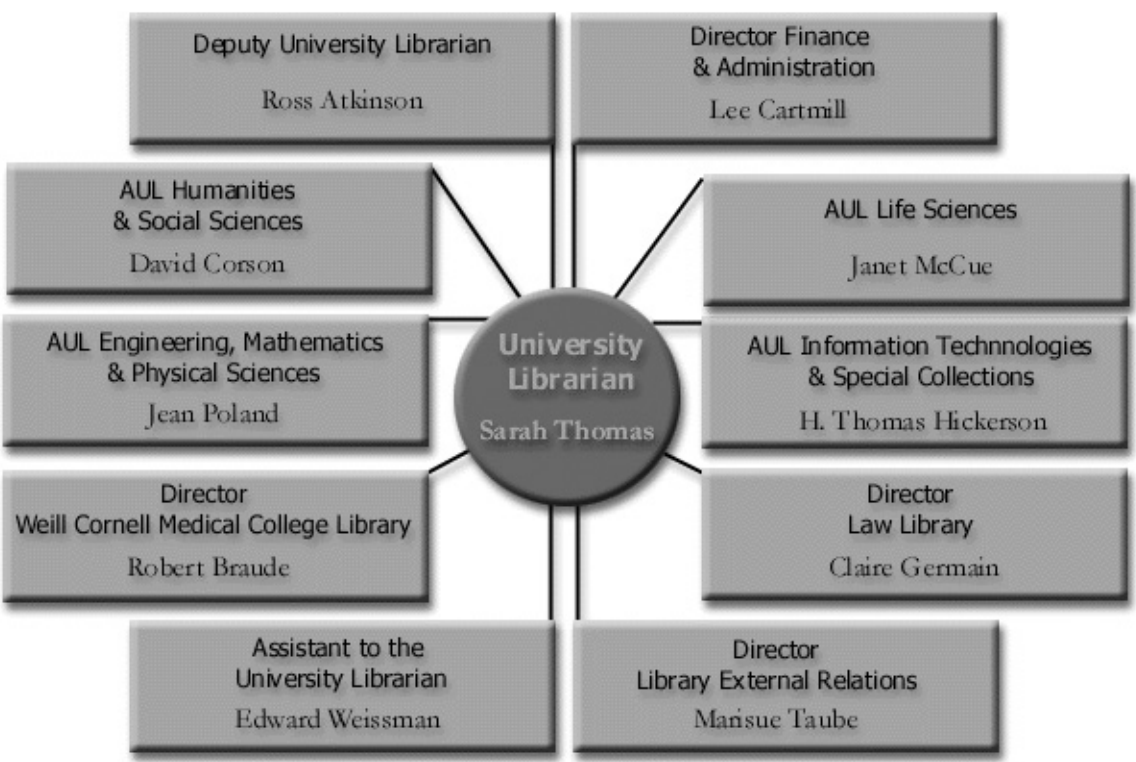 Deputy University Librarian
Ross Atkinson
Director Finance
& Administration
Lee Cartmill
AUL Humanities
& Social Sciences
David Corson
AUL Life Sciences
Janet McCue
University
Librarian
Sarah Thomas
AUL Engineering, Mathematics
& Physical Sciences
Jean Poland
AUL Information Technnologies
& Special Collections
H. Thomas Hickerson
Director
Weill Cornell Medical College Library
Robert Braude
Director
Law Library
Claire Germain
Assistant to the
University Librarian
Edward Weissman
Director
Library External Relations
Marisue Taube